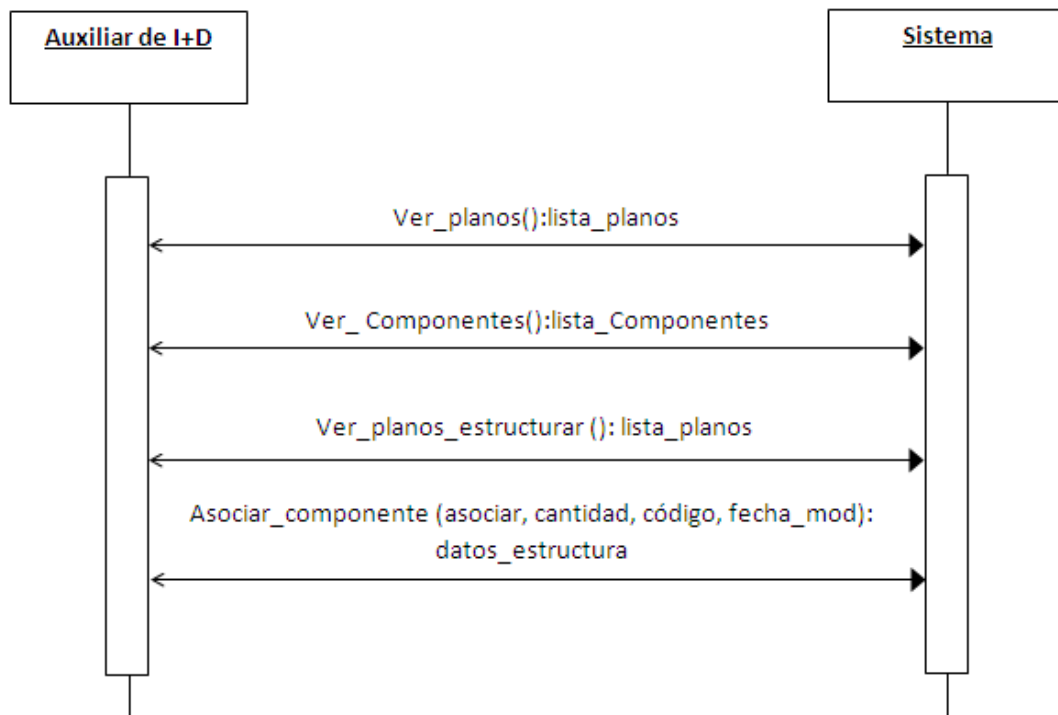 Auxiliar de I+D
Sistema
Ver_planos():lista_planos
Ver_ Componentes():lista_Componentes
Ver_planos_estructurar (): lista_planos
Asociar_componente (asociar, cantidad, código, fecha_mod):
datos_estructura